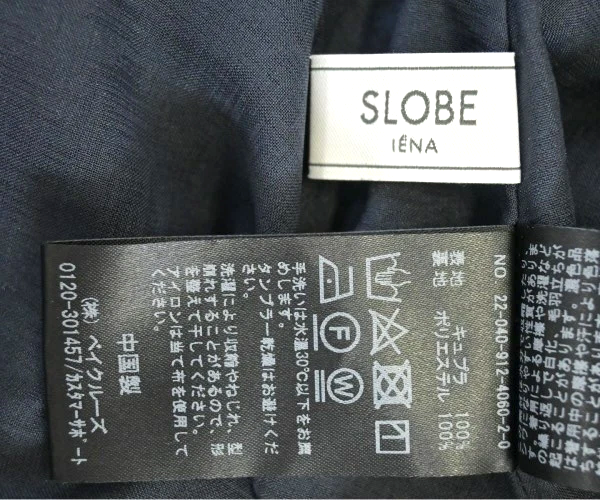 SLOBE
IÉNA
NO. 22-040-912-4060-2-0
表地 キュプラ 100%
裏地 ポリエステル 100%
手洗いは水温30℃以下をお勧
めします。
タンブラー乾燥はお避けくだ
さい。
洗濯により収縮やねじれ、型
崩れすることがあるので、形
を整えて干してください。
アイロンは当て布を使用して
ください。
(株)ベイクルーズ
中国製
0120-301457/カスタマーサポート